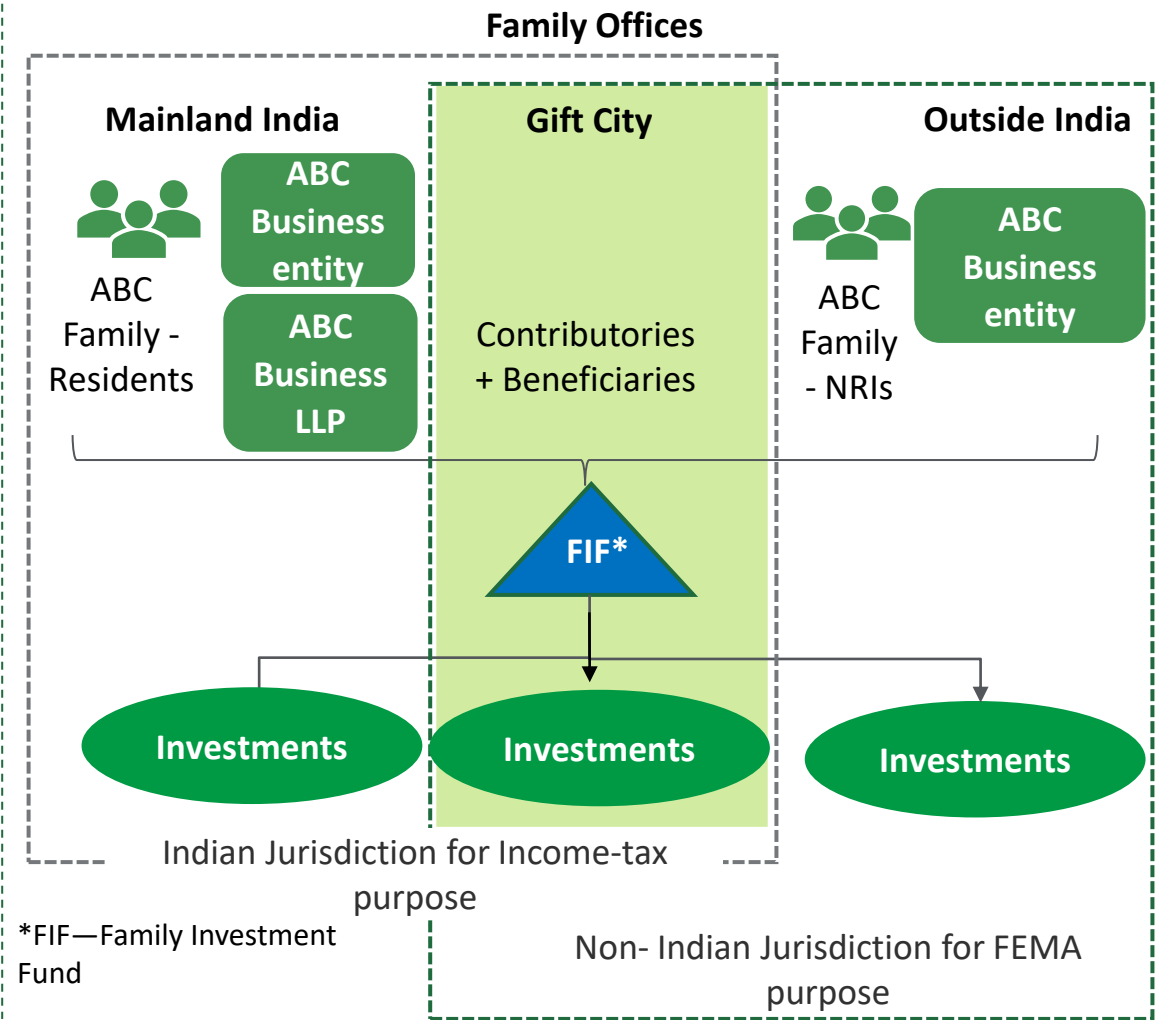 Family Offices
Mainland India
Gift City
Outside India
ABC
Business
entity
ABC
Family -
Residents
ABC
Business
LLP
Contributories
+ Beneficiaries
ABC
Family
- NRIs
ABC
Business
entity
FIF*
Investments
Investments
Investments
Indian Jurisdiction for Income-tax
purpose
*FIF—Family Investment
Fund
Non- Indian Jurisdiction for FEMA
purpose